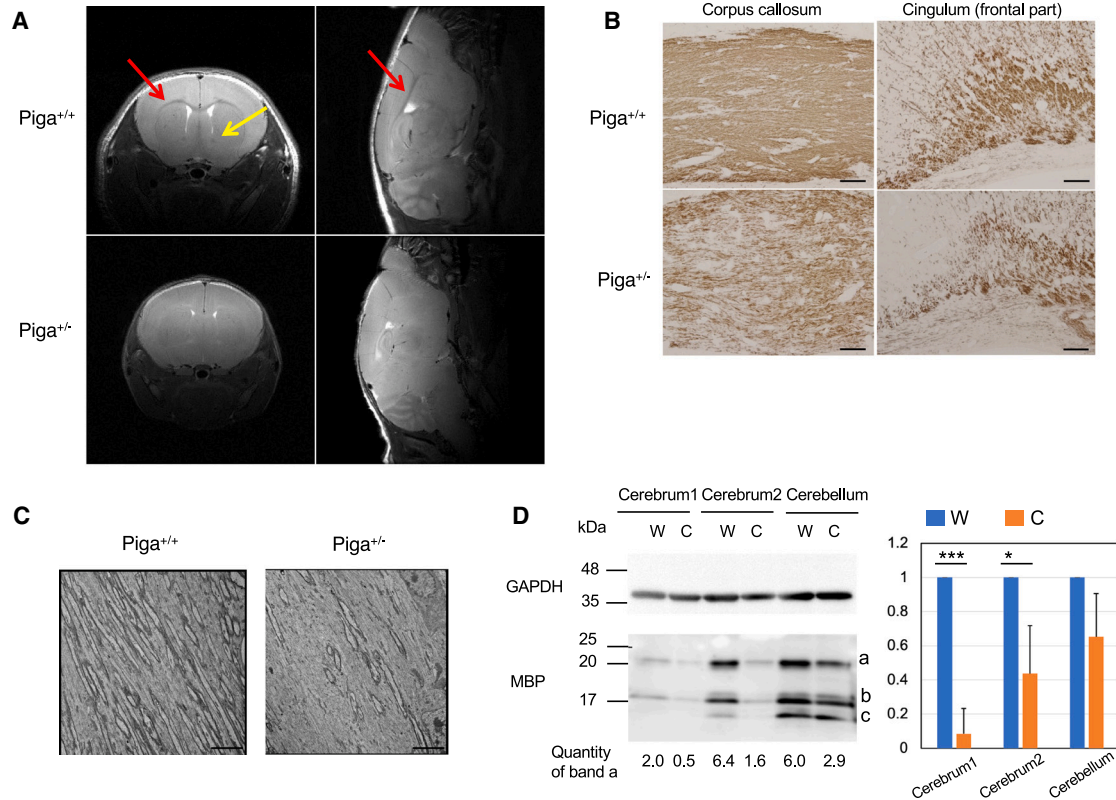 A
Piga+/+
Piga+/-
B
Corpus callosum Cingulum (frontal part)
Piga+/+
Piga+/-
C
Piga+/+ Piga+/-
D
Cerebrum1 Cerebrum2 Cerebellum
kDa W C W C W C
48
GAPDH
35
25
20 a
MBP
17 b
c
Quantity of band a 2.0 0.5 6.4 1.6 6.0 2.9
W C
1.2
*** *
1
0.8
0.6
0.4
0.2
0
Cerebrum1 Cerebrum2 Cerebellum